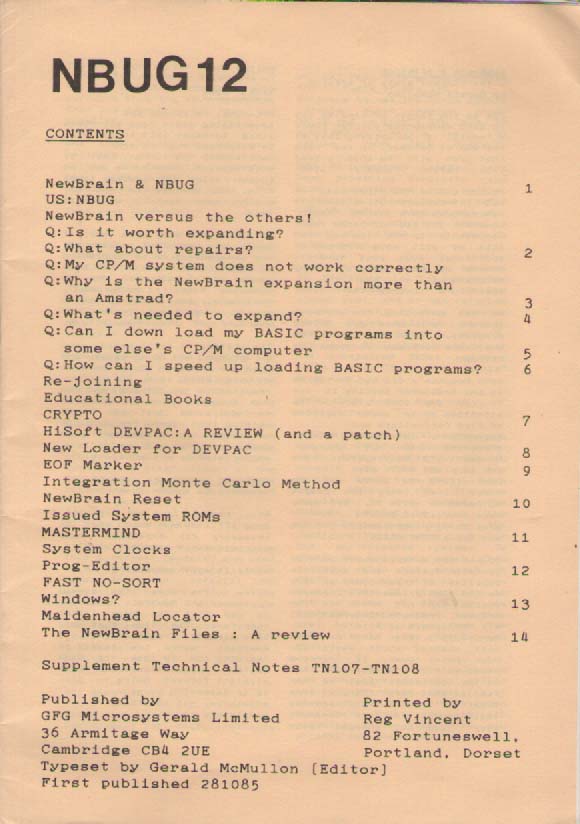 NBUG12
CONTENTS
NewBrain & NBUG 1
US:NBUG
NewBrain versus the others!
Q:Is it worth expanding?
Q:What about repairs? 2
Q:My CP/M system does not work correctly
Q:Why is the NewBrain expansion more than
an Amstrad? 3
Q:What's needed to expand? 4
Q:Can I down load my BASIC programs into
some else's CP/M computer 5
Q:How can I speed up loading BASIC programs? 6
Re-joining
Educational Books
CRYPTO 7
HiSoft DEVPAC:A REVIEW (and a patch)
New Loader for DEVPAC 8
EOF Marker 9
Integration Monte Carlo Method
NewBrain Reset 10
Issued System ROMs
MASTERMIND 11
System Clocks
Prog-Editor 12
FAST NO-SORT
Windows? 13
Maidenhead Locator
The NewBrain Files : A review 14
Supplement Technical Notes TN107-TN108
Published by
GFG Microsystems Limited
36 Armitage Way
Cambridge CB4 2UE
Printed by
Reg Vincent
82 Fortuneswell,
Portland, Dorset
Typeset by Gerald McMullon [Editor]
First published 281085